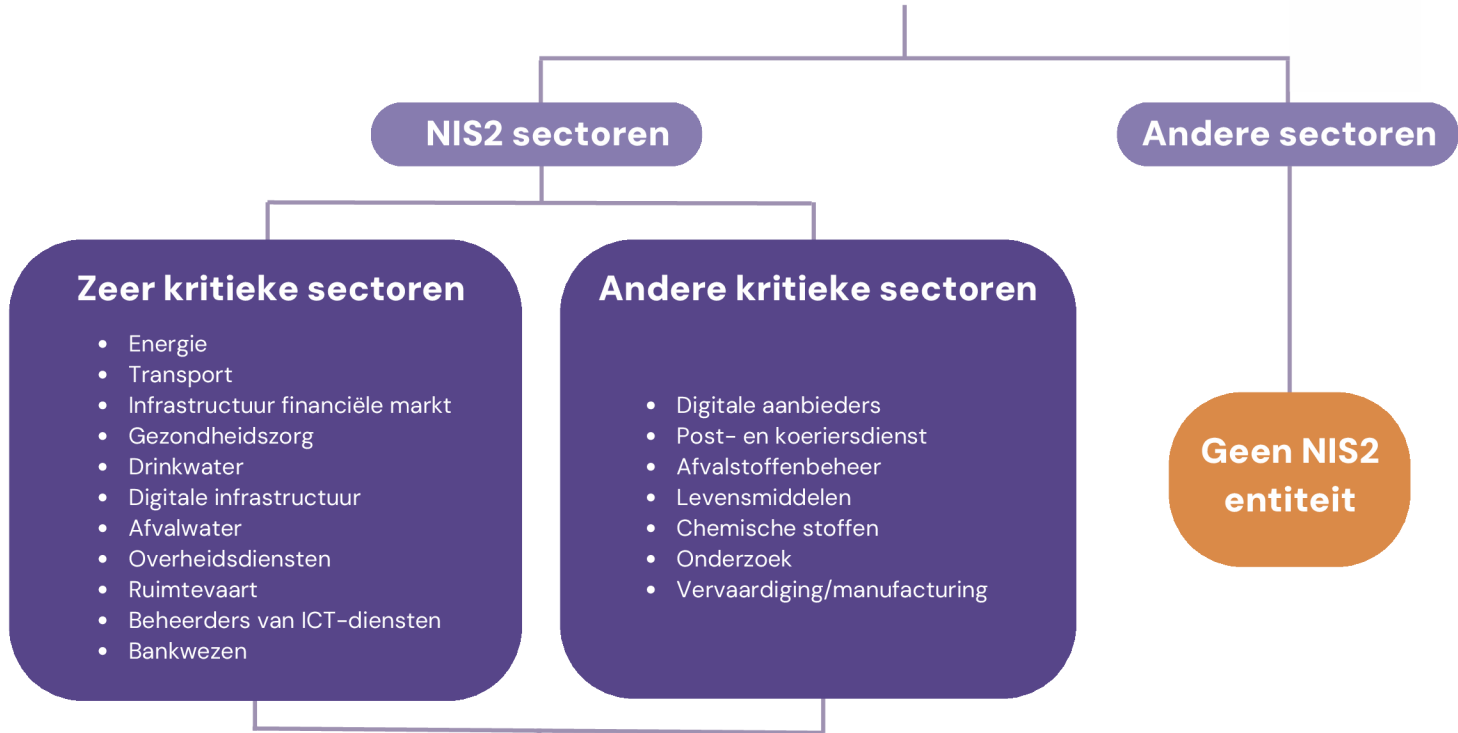 NIS2 sectoren
Andere sectoren
Zeer kritieke sectoren
• Energie
• Transport
• Infrastructuur financiële markt
• Gezondheidszorg
• Drinkwater
• Digitale infrastructuur
• Afvalwater
• Overheidsdiensten
• Ruimtevaart
• Beheerders van ICT-diensten
• Bankwezen
Andere kritieke sectoren
• Digitale aanbieders
• Post- en koeriersdienst
• Afvalstoffenbeheer
• Levensmiddelen
• Chemische stoffen
• Onderzoek
• Vervaardiging/manufacturing
Geen NIS2
entiteit